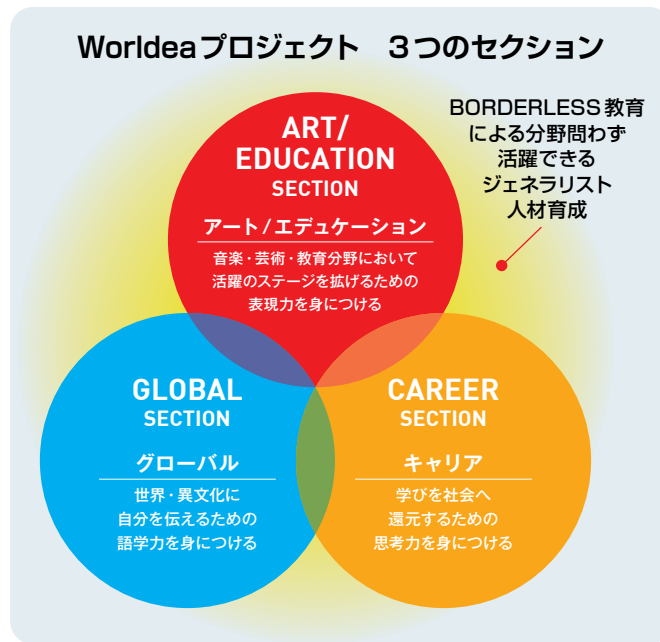 Worldeaプロジェクト 3つのセクション
BORDERLESS教育
による分野問わず
活躍できる
ジェネラリスト
人材育成
ART/
EDUCATION
SECTION
アート/エデュケーション
音楽・芸術・教育分野において
活躍のステージを拡げるための
表現力を身につける
GLOBAL
SECTION
グローバル
世界・異文化に
自分を伝えるための
語学力を身につける
CAREER
SECTION
キャリア
学びを社会へ
還元するための
思考力を身につける